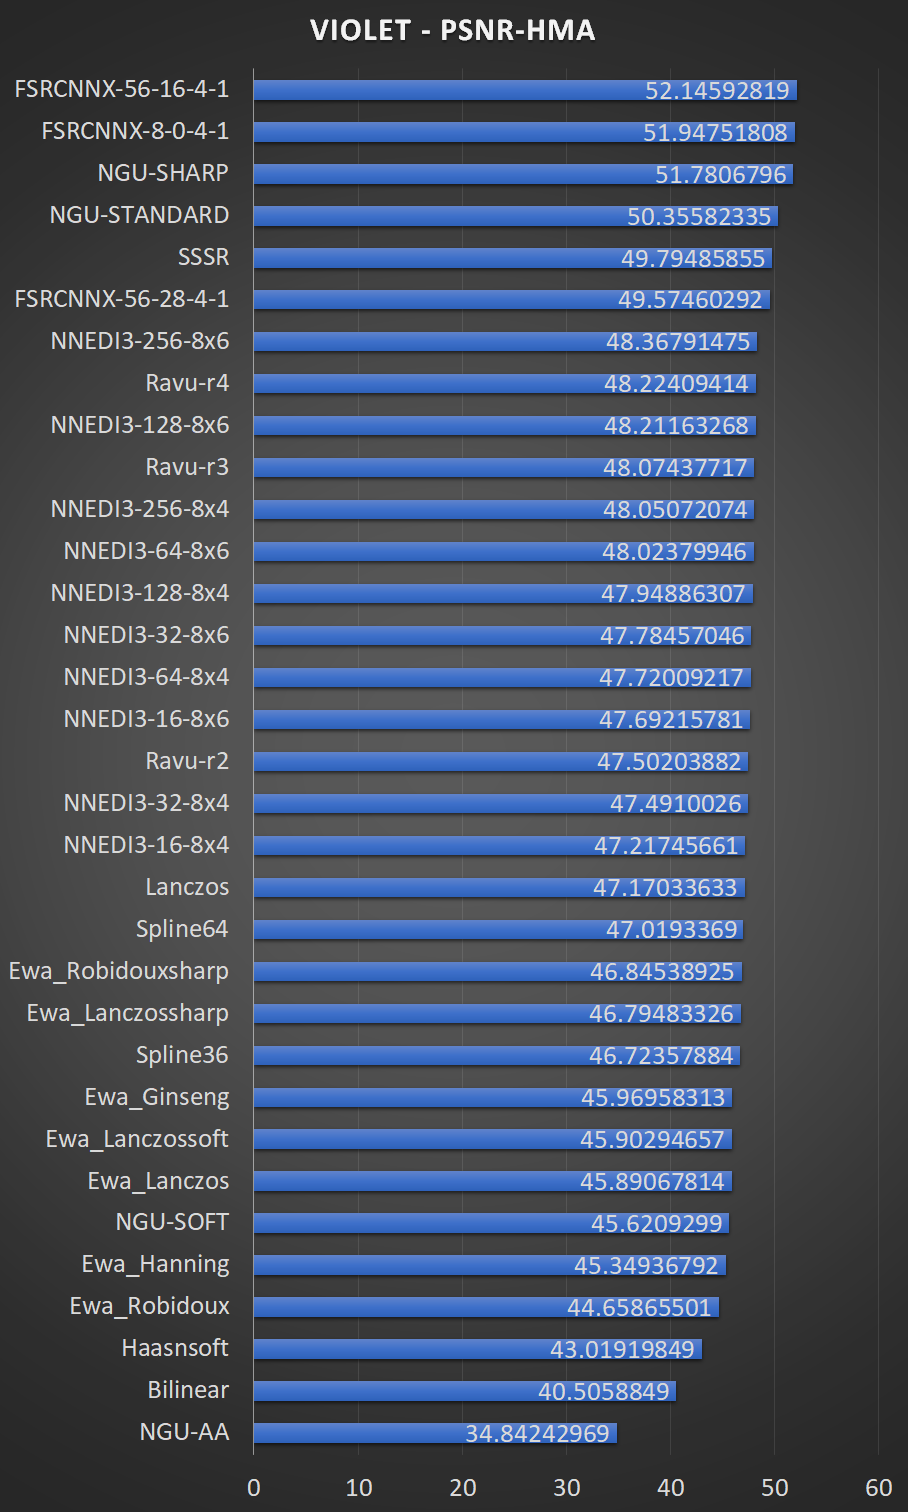 VIOLET - PSNR-HMA
FSRCNNX-56-16-4-1 52.14592819
FSRCNNX-8-0-4-1 51.94751808
NGU-SHARP 51.7806796
NGU-STANDARD 50.35582335
SSSR 49.79485855
FSRCNNX-56-28-4-1 49.57460292
NNEDI3-256-8x6 48.36791475
Ravu-r4 48.22409414
NNEDI3-128-8x6 48.21163268
Ravu-r3 48.07437717
NNEDI3-256-8x4 48.05072074
NNEDI3-64-8x6 48.02379946
NNEDI3-128-8x4 47.94886307
NNEDI3-32-8x6 47.78457046
NNEDI3-64-8x4 47.72009217
NNEDI3-16-8x6 47.69215781
Ravu-r2 47.50203882
NNEDI3-32-8x4 47.4910026
NNEDI3-16-8x4 47.21745661
Lanczos 47.17033633
Spline64 47.0193369
Ewa_Robidouxsharp 46.84538925
Ewa_Lanczossharp 46.79483326
Spline36 46.72357884
Ewa_Ginseng 45.96958313
Ewa_Lanczossoft 45.90294657
Ewa_Lanczos 45.89067814
NGU-SOFT 45.6209299
Ewa_Hanning 45.34936792
Ewa_Robidoux 44.65865501
Haasnsoft 43.01919849
Bilinear 40.5058849
NGU-AA 34.84242969
0 10 20 30 40 50 60